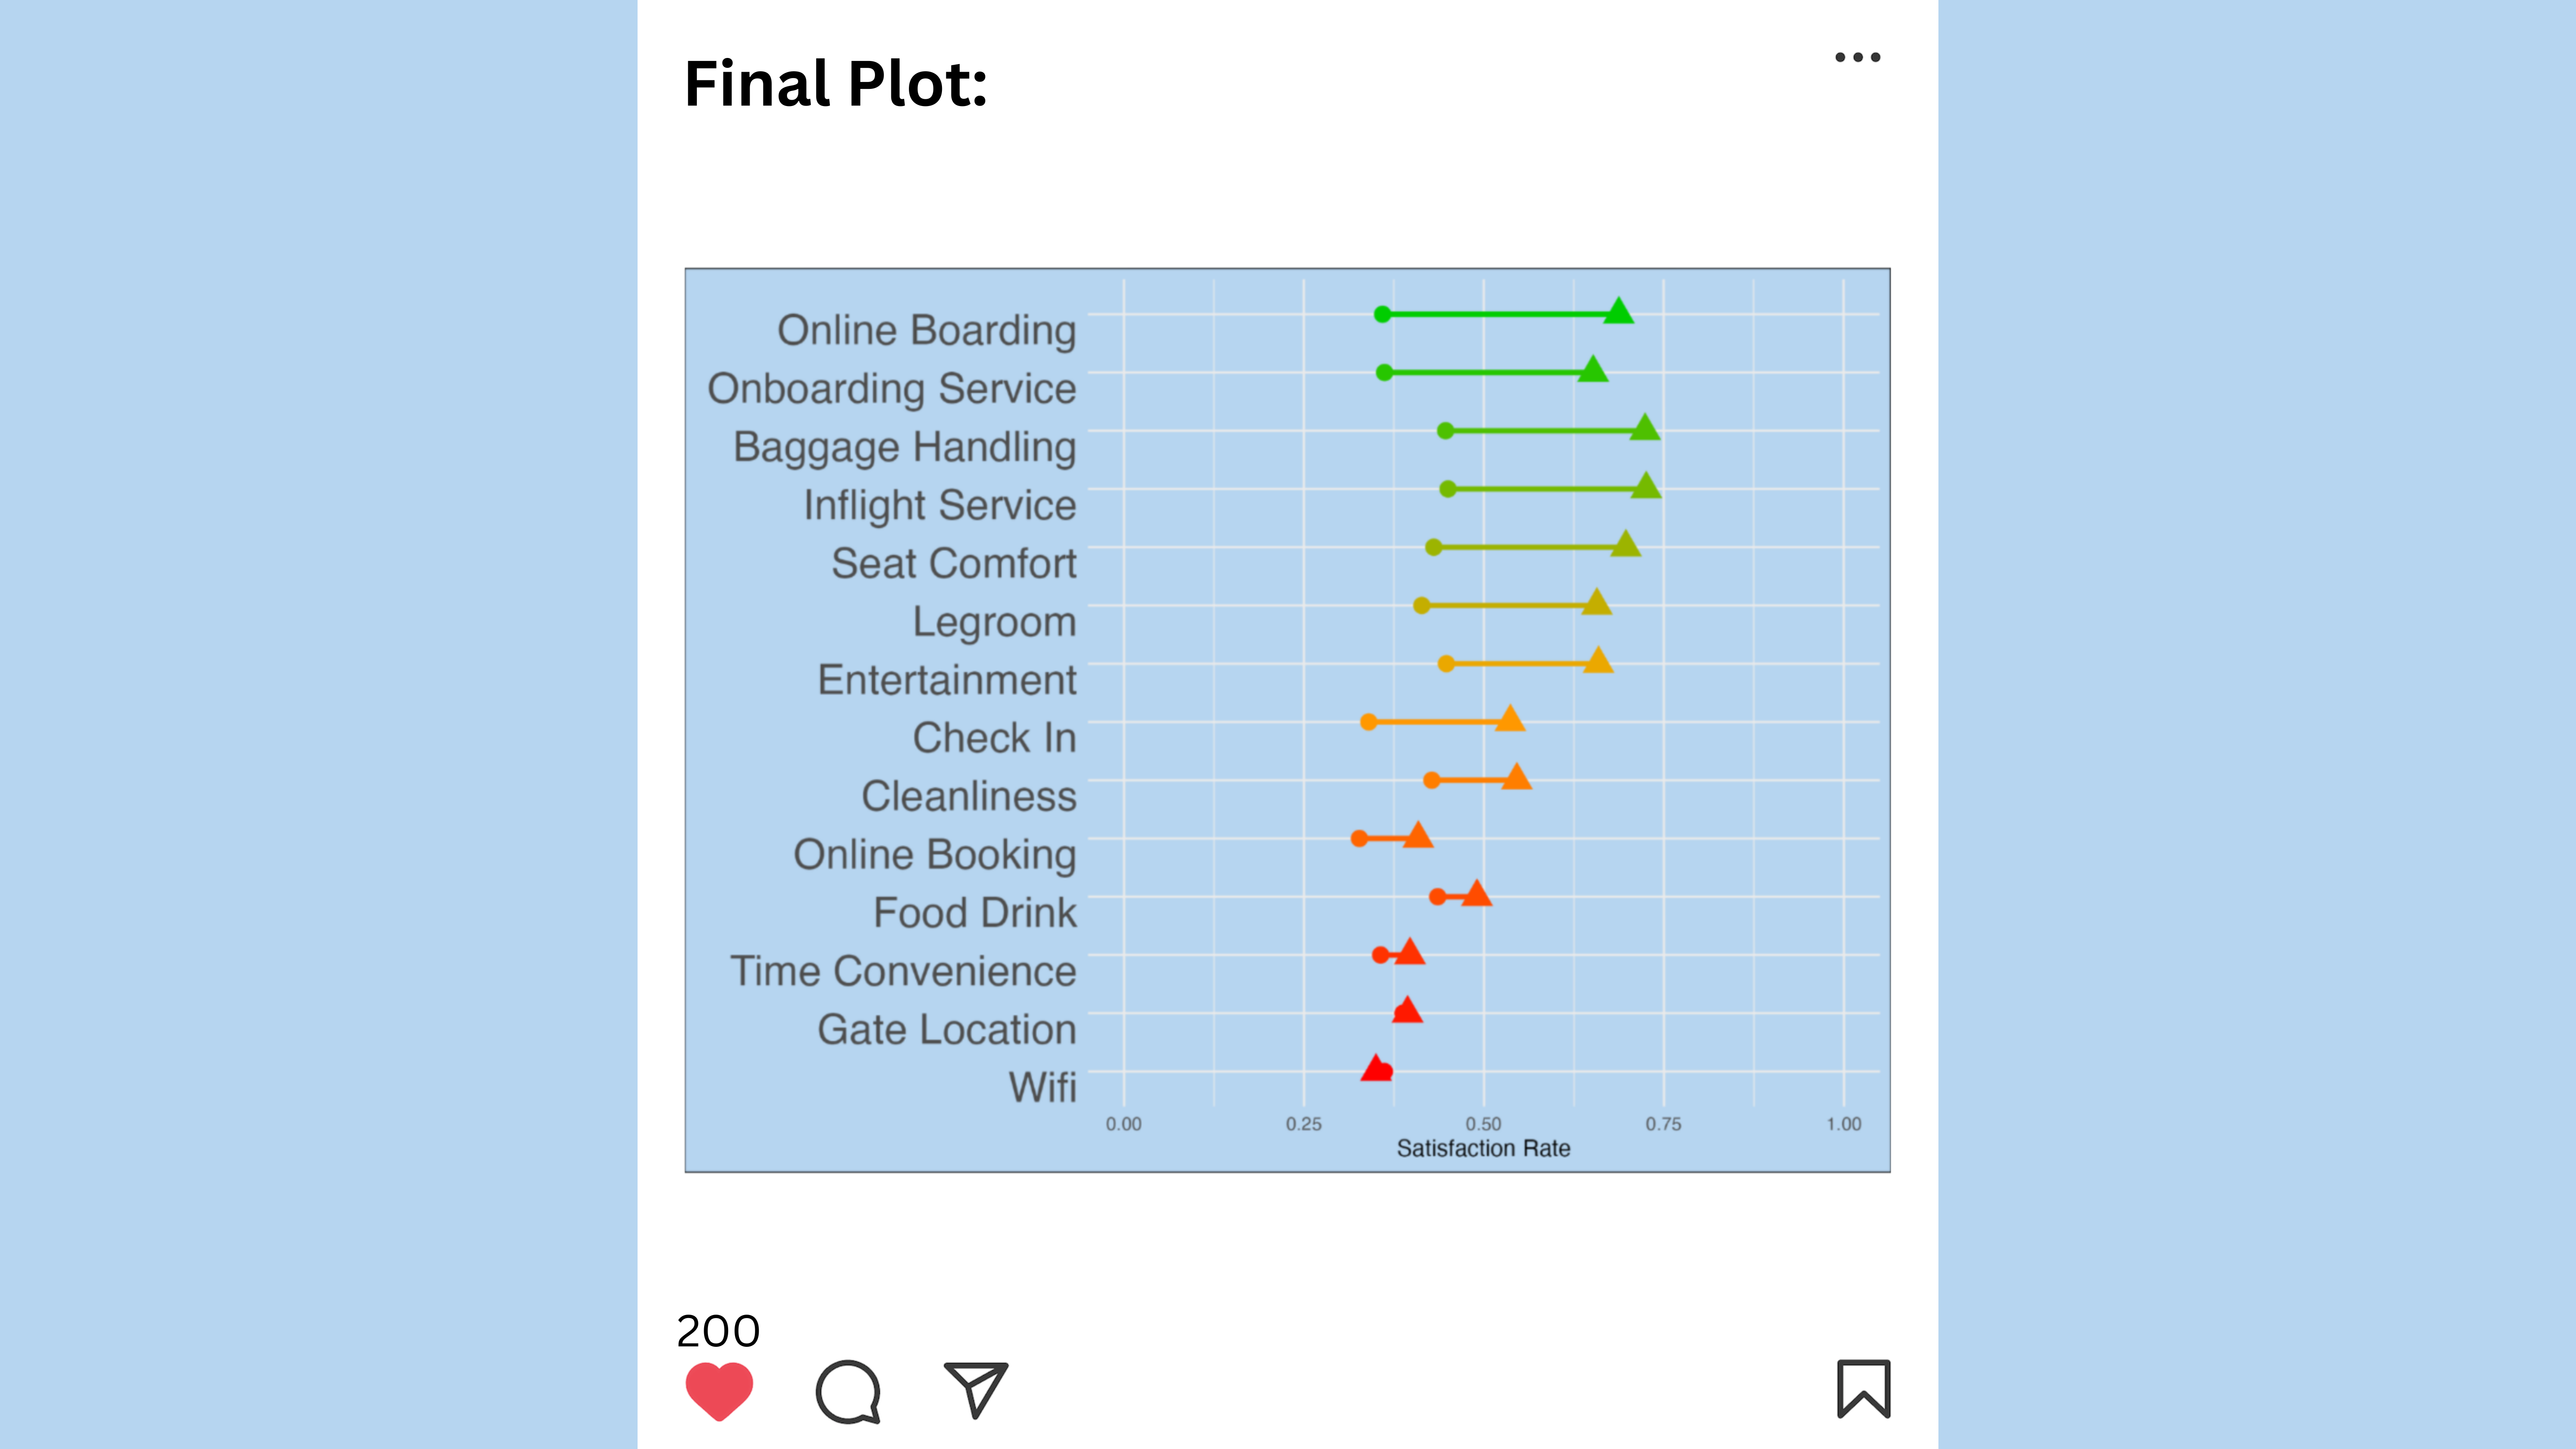 Final Plot:
Online Boarding
Onboarding Service
Baggage Handling
Inflight Service
Seat Comfort
Legroom
Entertainment
Check In
Cleanliness
Online Booking
Food Drink
Time Convenience
Gate Location
Wifi
0.00 0.25 0.50 0.75 1.00
Satisfaction Rate
200